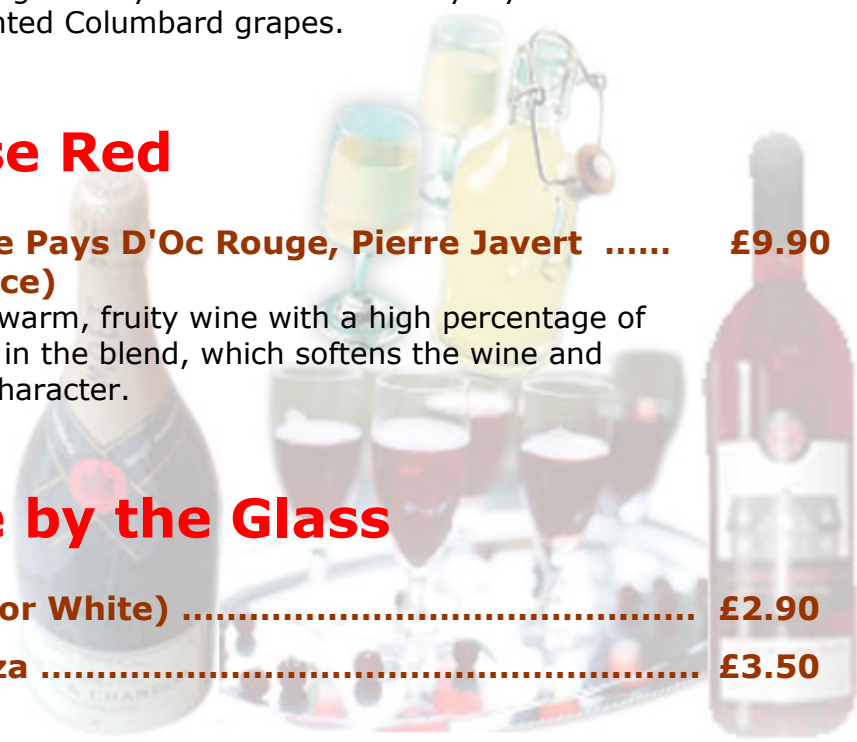 nted Columbard grapes.
se Red
e Pays D'Oc Rouge, Pierre Javert ...... £9.90
ce)
warm, fruity wine with a high percentage of
in the blend, which softens the wine and
haracter.
e by the Glass
or White) .......................................................... £2.90
za .......................................................................... £3.50